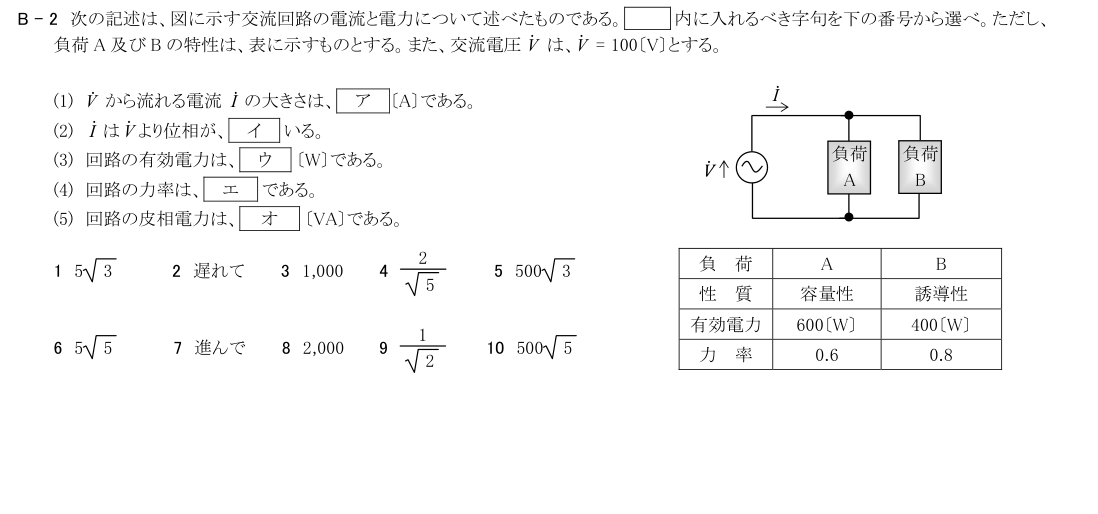 B－2 次の記述は、図に示す交流回路の電流と電力について述べたものである。□内に入れるべき字句を下の番号から選べ。ただし、
負荷 A 及び B の特性は、表に示すものとする。また、交流電圧 V̇ は、V̇ = 100〔V〕とする。
(1) V̇ から流れる電流 İ の大きさは、 ア 〔A〕である。
(2) İ は V̇ より位相が、 イ いる。
(3) 回路の有効電力は、 ウ 〔W〕である。
(4) 回路の力率は、 エ である。
(5) 回路の皮相電力は、 オ 〔VA〕である。
1 5√3 2 遅れて 3 1,000 4 2/√5 5 500√3
6 5√5 7 進んで 8 2,000 9 1/√2 10 500√5
İ
V̇↑
負荷 A
負荷 B
負 荷 A B
性 質 容量性 誘導性
有効電力 600〔W〕 400〔W〕
力 率 0.6 0.8